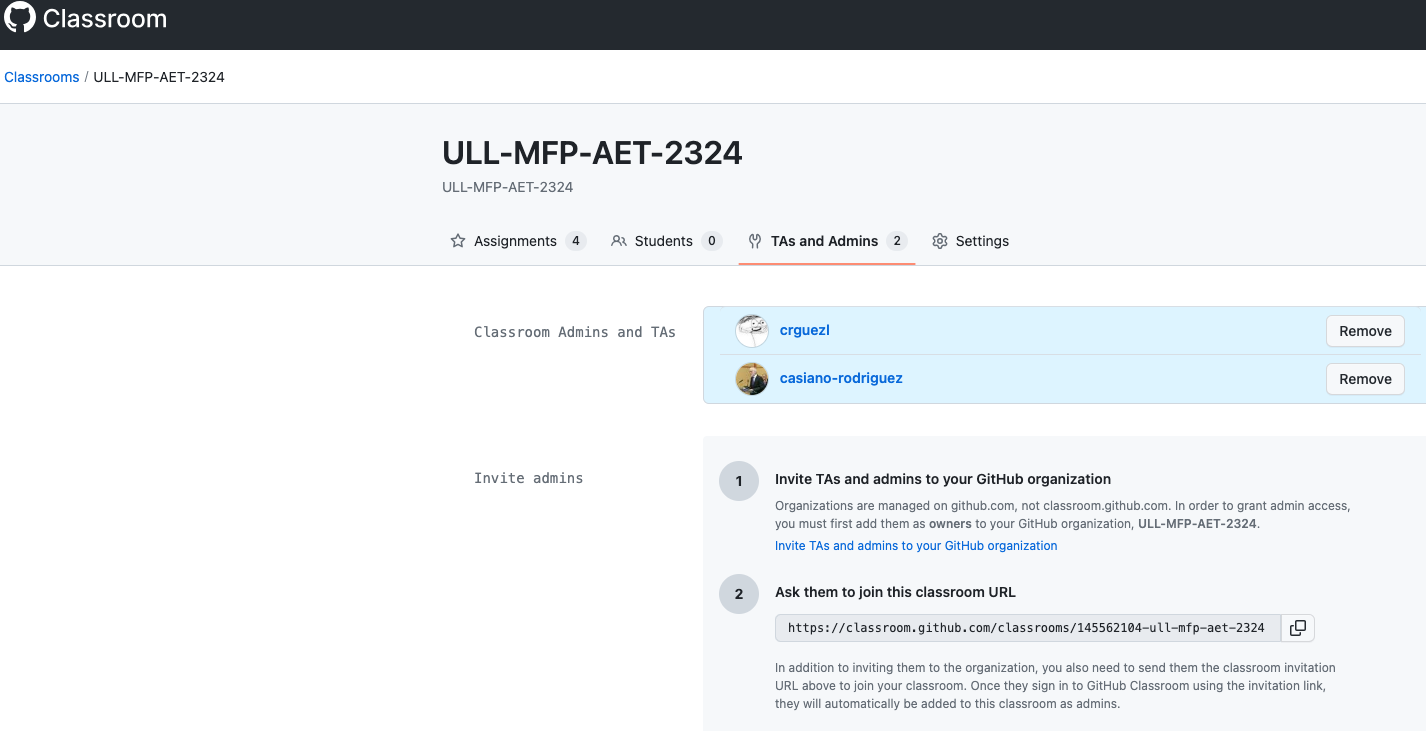 Classroom
Classrooms / ULL-MFP-AET-2324
ULL-MFP-AET-2324
ULL-MFP-AET-2324
Assignments 4 Students 0 TAs and Admins 2 Settings
Classroom Admins and TAs
crguezl Remove
casiano-rodriguez Remove
Invite admins
1 Invite TAs and admins to your GitHub organization
Organizations are managed on github.com, not classroom.github.com. In order to grant admin access,
you must first add them as owners to your GitHub organization, ULL-MFP-AET-2324.
Invite TAs and admins to your GitHub organization
2 Ask them to join this classroom URL
https://classroom.github.com/classrooms/145562104-ull-mfp-aet-2324
In addition to inviting them to the organization, you also need to send them the classroom invitation
URL above to join your classroom. Once they sign in to GitHub Classroom using the invitation link,
they will automatically be added to this classroom as admins.